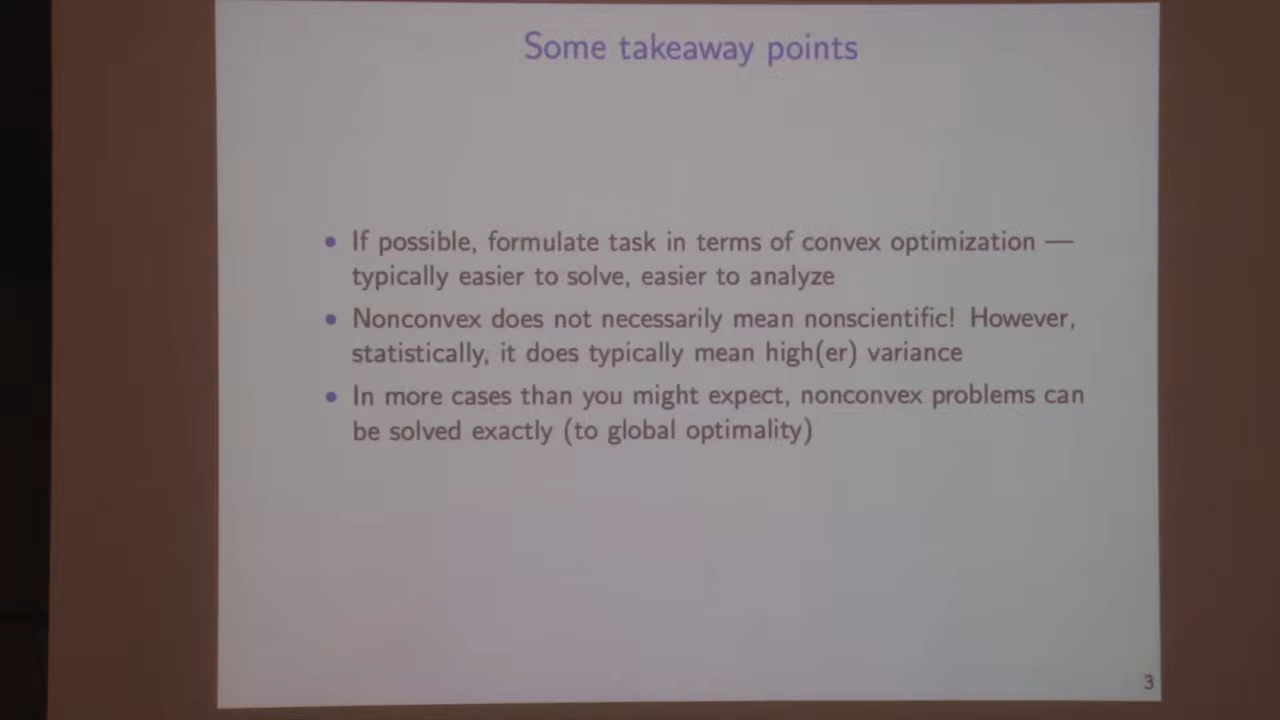 Some takeaway points
• If possible, formulate task in terms of convex optimization —
typically easier to solve, easier to analyze
• Nonconvex does not necessarily mean nonscientific! However,
statistically, it does typically mean high(er) variance
• In more cases than you might expect, nonconvex problems can
be solved exactly (to global optimality)
3